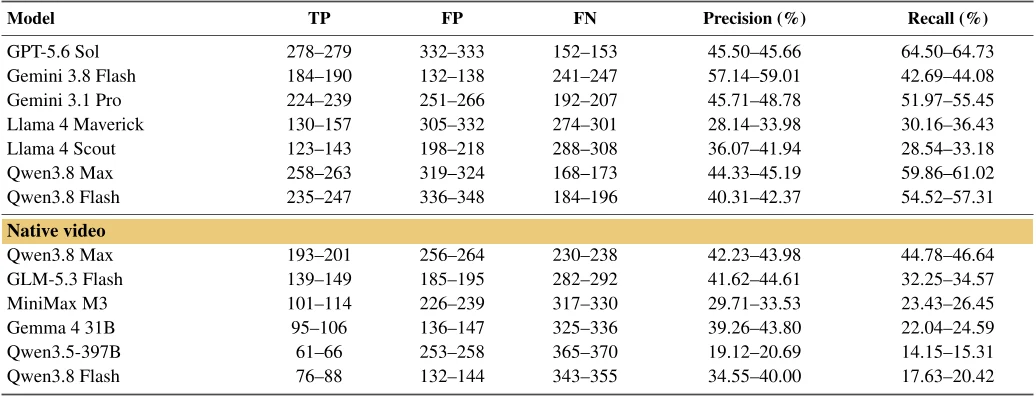 Model TP FP FN Precision (%) Recall (%)
GPT-5.6 Sol 278–279 332–333 152–153 45.50–45.66 64.50–64.73
Gemini 3.8 Flash 184–190 132–138 241–247 57.14–59.01 42.69–44.08
Gemini 3.1 Pro 224–239 251–266 192–207 45.71–48.78 51.97–55.45
Llama 4 Maverick 130–157 305–332 274–301 28.14–33.98 30.16–36.43
Llama 4 Scout 123–143 198–218 288–308 36.07–41.94 28.54–33.18
Qwen3.8 Max 258–263 319–324 168–173 44.33–45.19 59.86–61.02
Qwen3.8 Flash 235–247 336–348 184–196 40.31–42.37 54.52–57.31
Native video
Qwen3.8 Max 193–201 256–264 230–238 42.23–43.98 44.78–46.64
GLM-5.3 Flash 139–149 185–195 282–292 41.62–44.61 32.25–34.57
MiniMax M3 101–114 226–239 317–330 29.71–33.53 23.43–26.45
Gemma 4 31B 95–106 136–147 325–336 39.26–43.80 22.04–24.59
Qwen3.5-397B 61–66 253–258 365–370 19.12–20.69 14.15–15.31
Qwen3.8 Flash 76–88 132–144 343–355 34.55–40.00 17.63–20.42